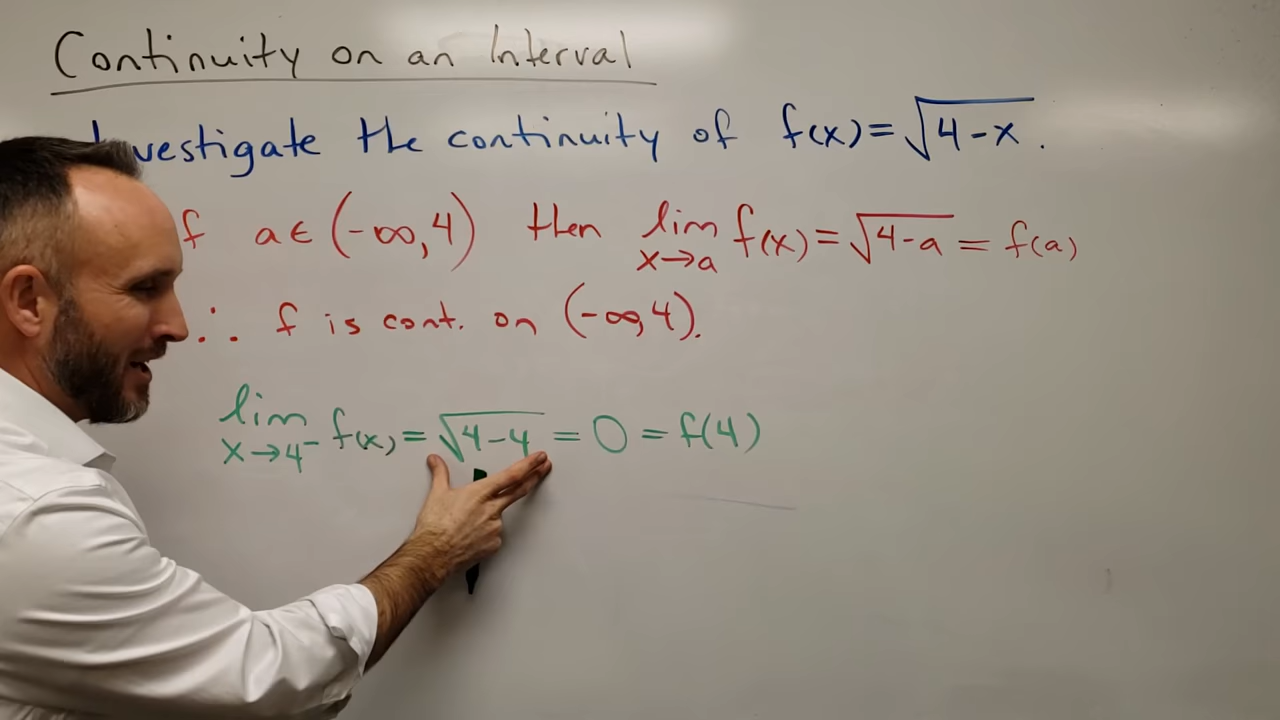 Continuity on an Interval
Investigate the continuity of f(x) = √(4-x).
f a ∈ (-∞, 4) then lim x→a f(x) = √(4-a) = f(a)
∴ f is cont. on (-∞, 4).
lim x→4⁻ f(x) = √(4-4) = 0 = f(4)